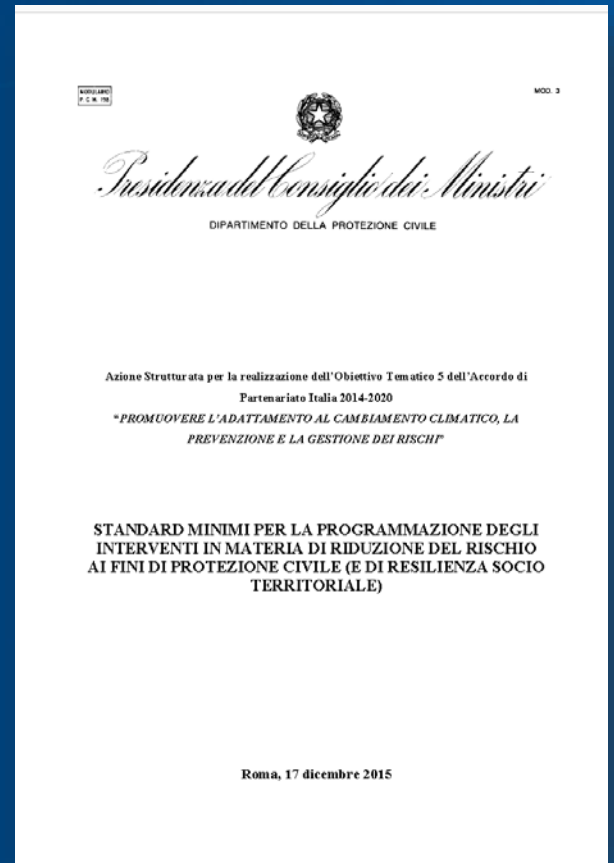 MODULARIO
P. C. M. 198
MOD. 3
Presidenza del Consiglio dei Ministri
DIPARTIMENTO DELLA PROTEZIONE CIVILE
Azione Strutturata per la realizzazione dell'Obiettivo Tematico 5 dell'Accordo di
Partenariato Italia 2014-2020
"PROMUOVERE L'ADATTAMENTO AL CAMBIAMENTO CLIMATICO, LA
PREVENZIONE E LA GESTIONE DEI RISCHI"
STANDARD MINIMI PER LA PROGRAMMAZIONE DEGLI
INTERVENTI IN MATERIA DI RIDUZIONE DEL RISCHIO
AI FINI DI PROTEZIONE CIVILE (E DI RESILIENZA SOCIO
TERRITORIALE)
Roma, 17 dicembre 2015